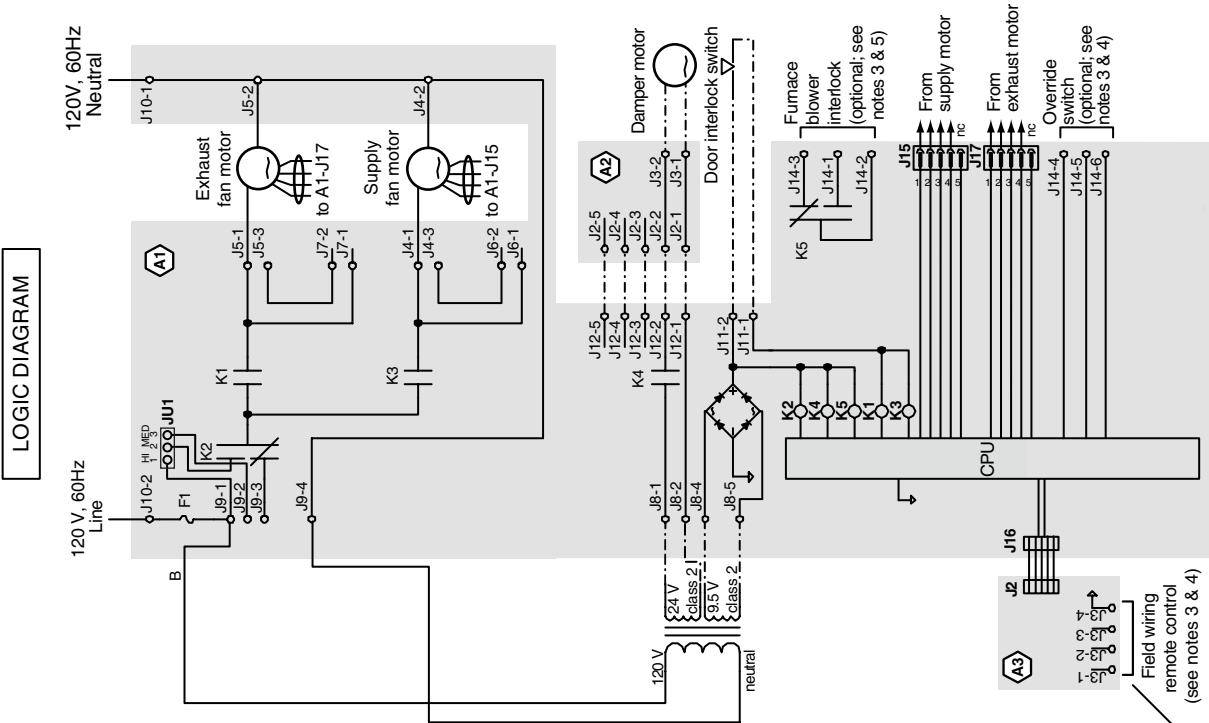 LOGIC DIAGRAM
120 V, 60Hz
Line
120V, 60Hz
Neutral
J10-2
F1
HI MED
1 2 3
JU1
J9-1
J9-2
J9-3
J9-4
K2
K1
K3
A1
J5-1
J5-3
J7-2
J7-1
J4-1
J4-3
J6-2
J6-1
Exhaust
fan motor
to A1-J17
Supply
fan motor
to A1-J15
J10-1
J5-2
J4-2
B
120 V
neutral
24 V
class 2
9.5 V
class 2
J8-1
J8-2
J8-4
J8-5
K4
J12-5
J12-4
J12-3
J12-2
J12-1
J11-2
J11-1
A2
J2-5
J2-4
J2-3
J2-2
J2-1
J3-2
J3-1
Damper motor
Door interlock switch
K2
K4
K5
K1
K3
CPU
K5
J14-3
J14-1
J14-2
Furnace
blower
interlock
(optional; see
notes 3 & 5)
J15
1
2
3
4
5
nc
From
supply motor
J17
1
2
3
4
5
nc
From
exhaust motor
J14-4
J14-5
J14-6
Override
switch
(optional; see
notes 3 & 4)
J16
J2
A3
J3-4
J3-3
J3-2
J3-1
Field wiring
remote control
(see notes 3 & 4)